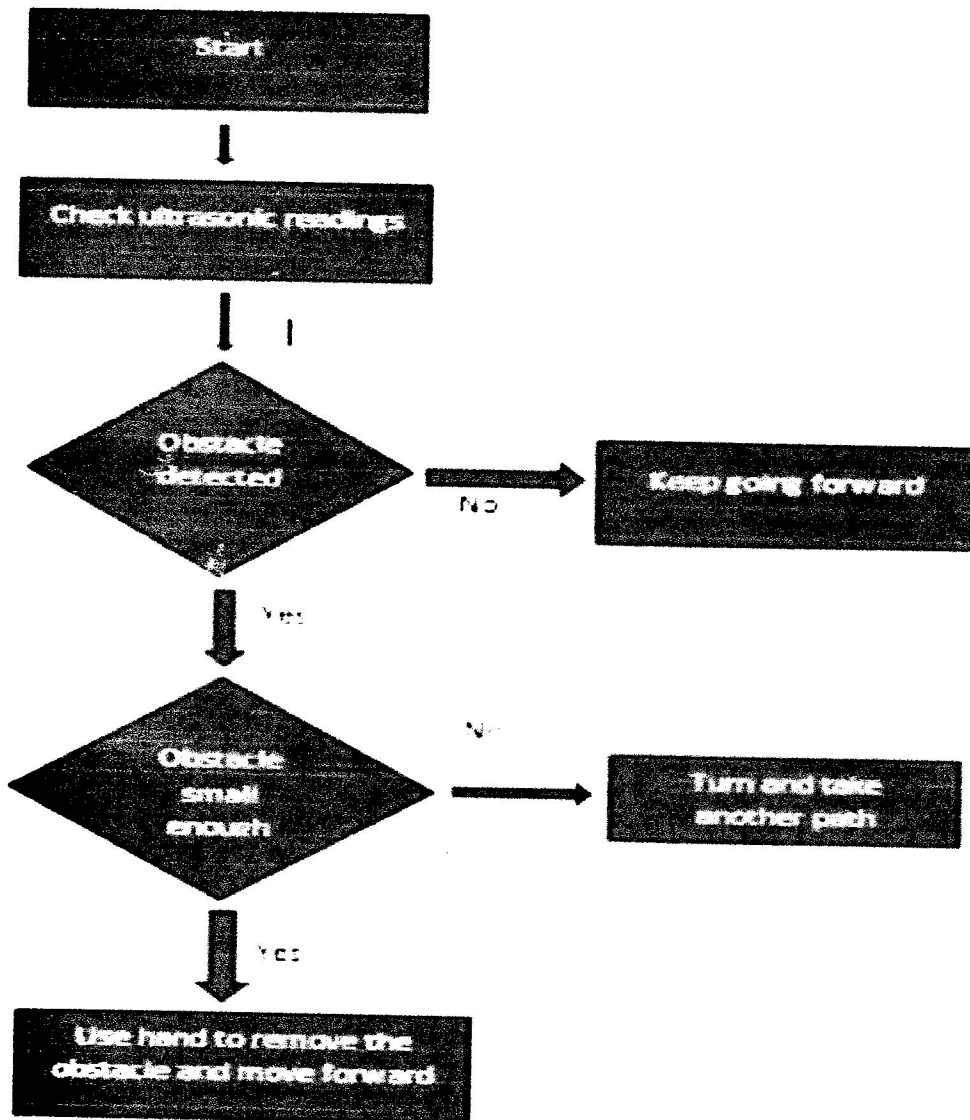 Start
Check ultrasonic readings
Obstacle
detected
No
Keep going forward
Yes
Obstacle
small
enough
No
Turn and take
another path
Yes
Use hand to remove the
obstacle and move forward